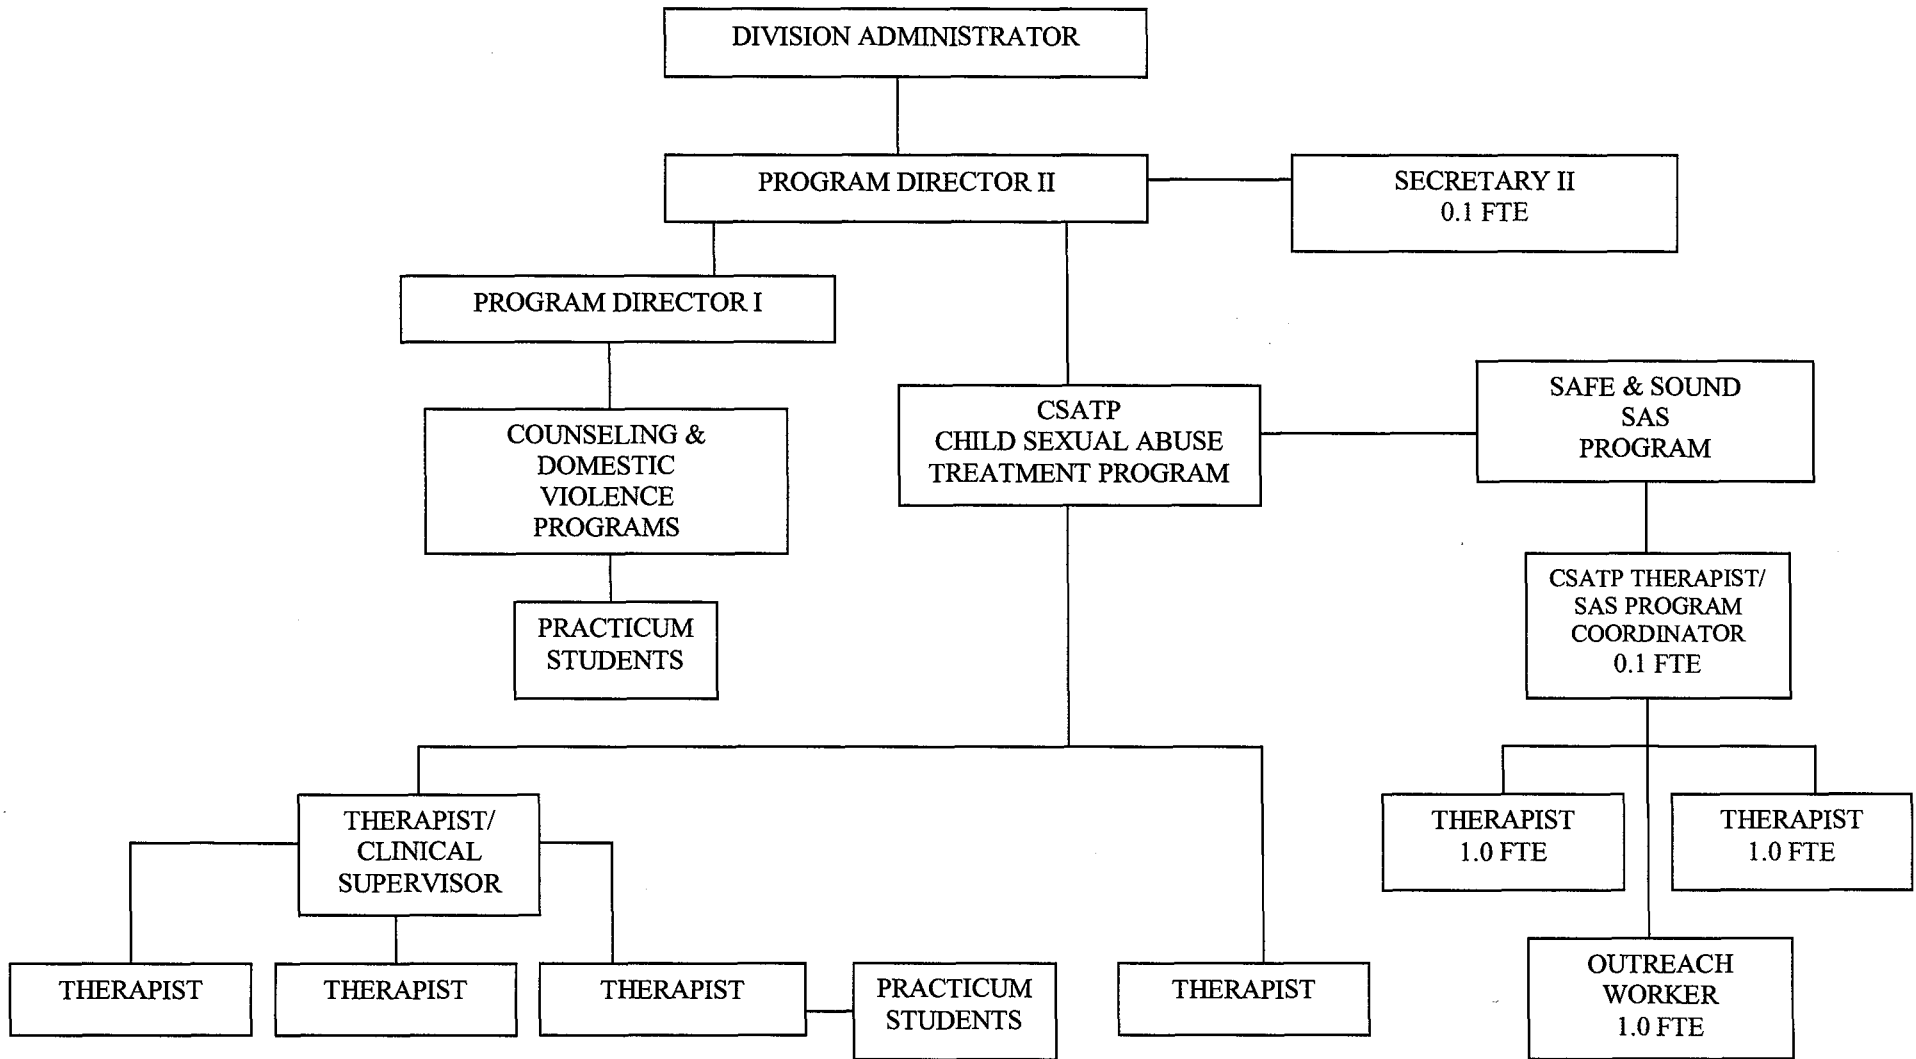 DIVISION ADMINISTRATOR
PROGRAM DIRECTOR II
SECRETARY II
0.1 FTE
PROGRAM DIRECTOR I
COUNSELING &
DOMESTIC
VIOLENCE
PROGRAMS
PRACTICUM
STUDENTS
CSATP
CHILD SEXUAL ABUSE
TREATMENT PROGRAM
SAFE & SOUND
SAS
PROGRAM
CSATP THERAPIST/
SAS PROGRAM
COORDINATOR
0.1 FTE
THERAPIST/
CLINICAL
SUPERVISOR
THERAPIST
1.0 FTE
THERAPIST
1.0 FTE
THERAPIST
THERAPIST
THERAPIST
PRACTICUM
STUDENTS
THERAPIST
OUTREACH
WORKER
1.0 FTE